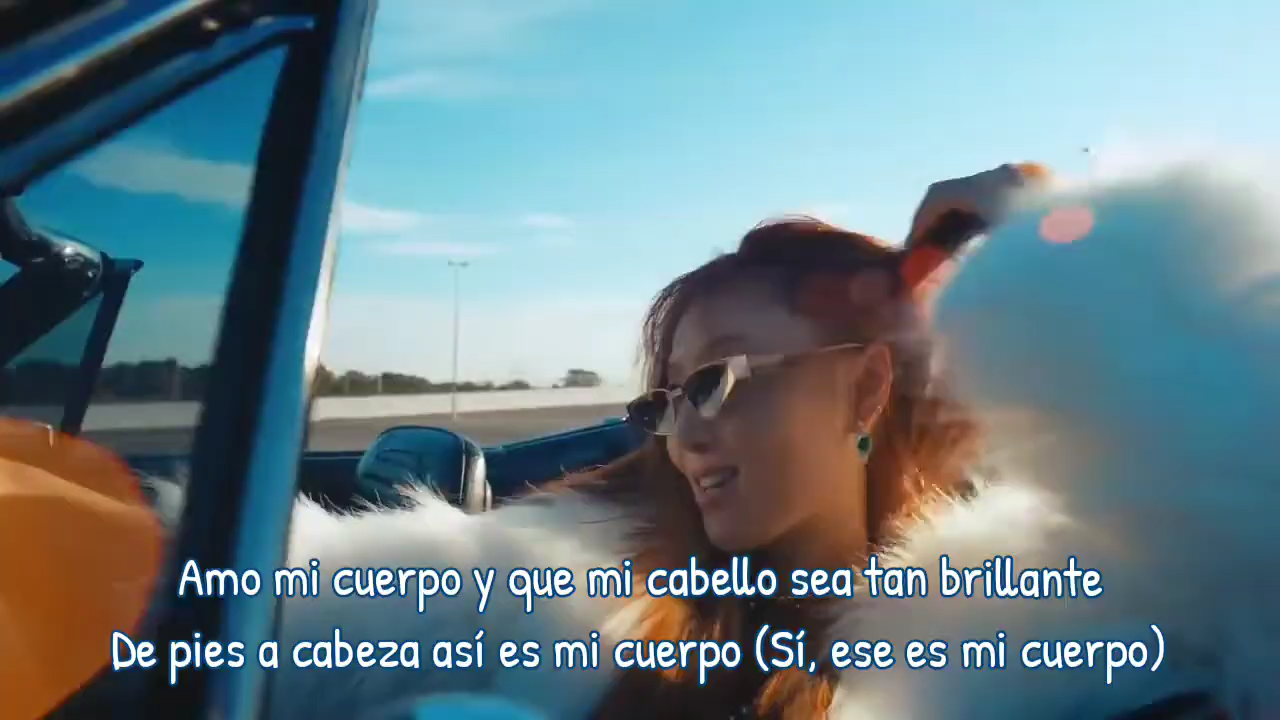 Amo mi cuerpo y que mi cabello sea tan brillante
De pies a cabeza así es mi cuerpo (Sí, ese es mi cuerpo)